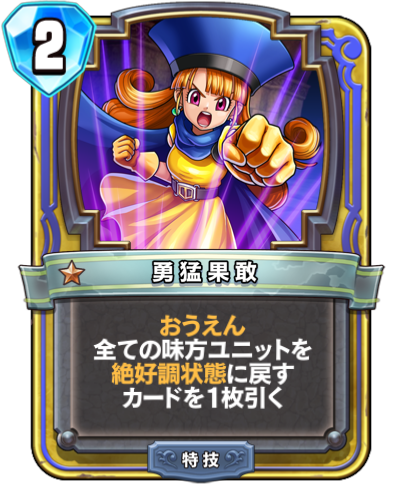 2
勇猛果敢
おうえん
全ての味方ユニットを
絶好調状態に戻す
カードを1枚引く
特技